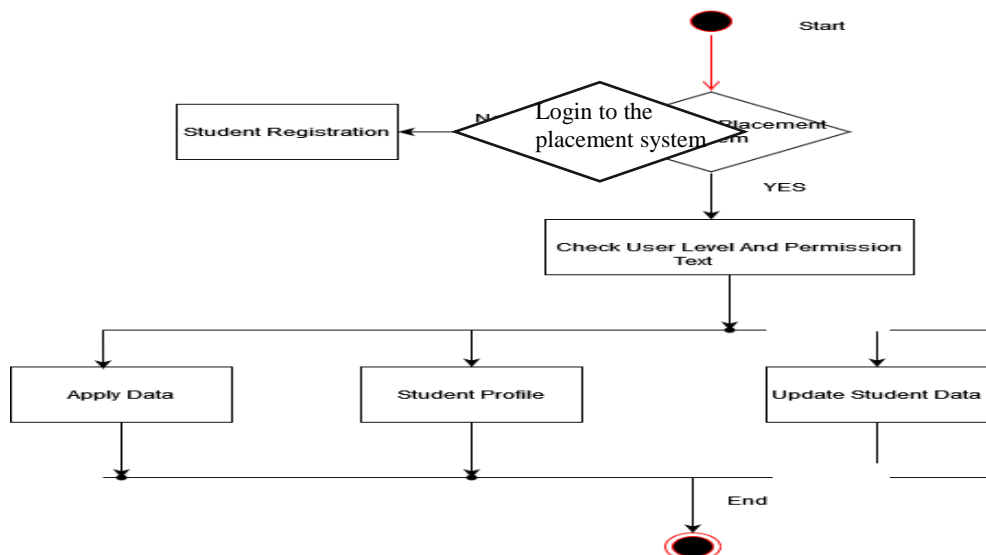 Start
Login to the
placement system
Placement
Student Registration
YES
Check User Level And Permission
Text
Apply Data
Student Profile
Update Student Data
End